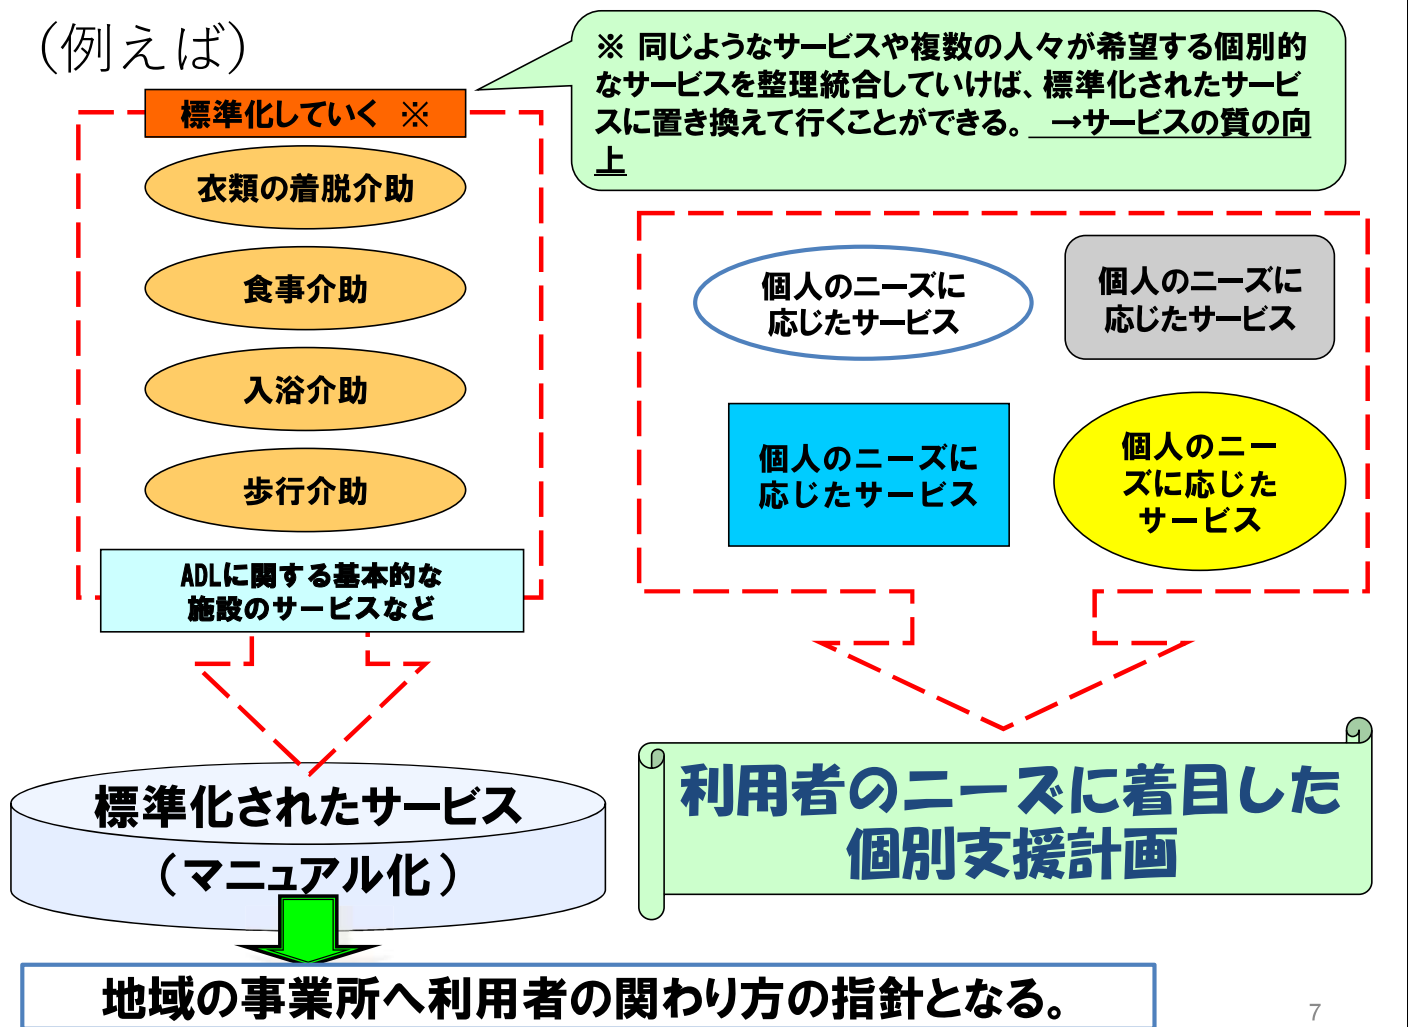 （例えば）
※ 同じようなサービスや複数の人々が希望する個別的
なサービスを整理統合していけば、標準化されたサービ
スに置き換えて行くことができる。 →サービスの質の向
上
標準化していく ※
衣類の着脱介助
食事介助
入浴介助
歩行介助
ADLに関する基本的な
施設のサービスなど
個人のニーズに
応じたサービス
個人のニーズに
応じたサービス
個人のニーズに
応じたサービス
個人のニー
ズに応じた
サービス
標準化されたサービス
（マニュアル化）
利用者のニーズに着目した
個別支援計画
地域の事業所へ利用者の関わり方の指針となる。
7